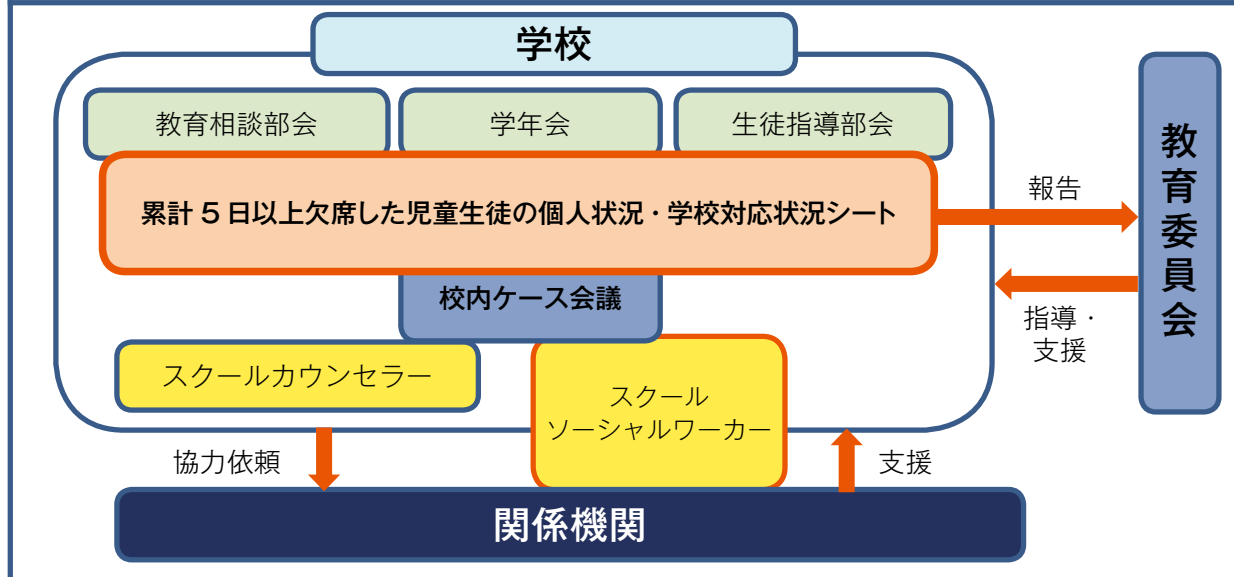 学校
教育相談部会
学年会
生徒指導部会
累計5日以上欠席した児童生徒の個人状況・学校対応状況シート
校内ケース会議
スクールカウンセラー
スクール
ソーシャルワーカー
報告
指導・
支援
教育委員会
協力依頼
支援
関係機関